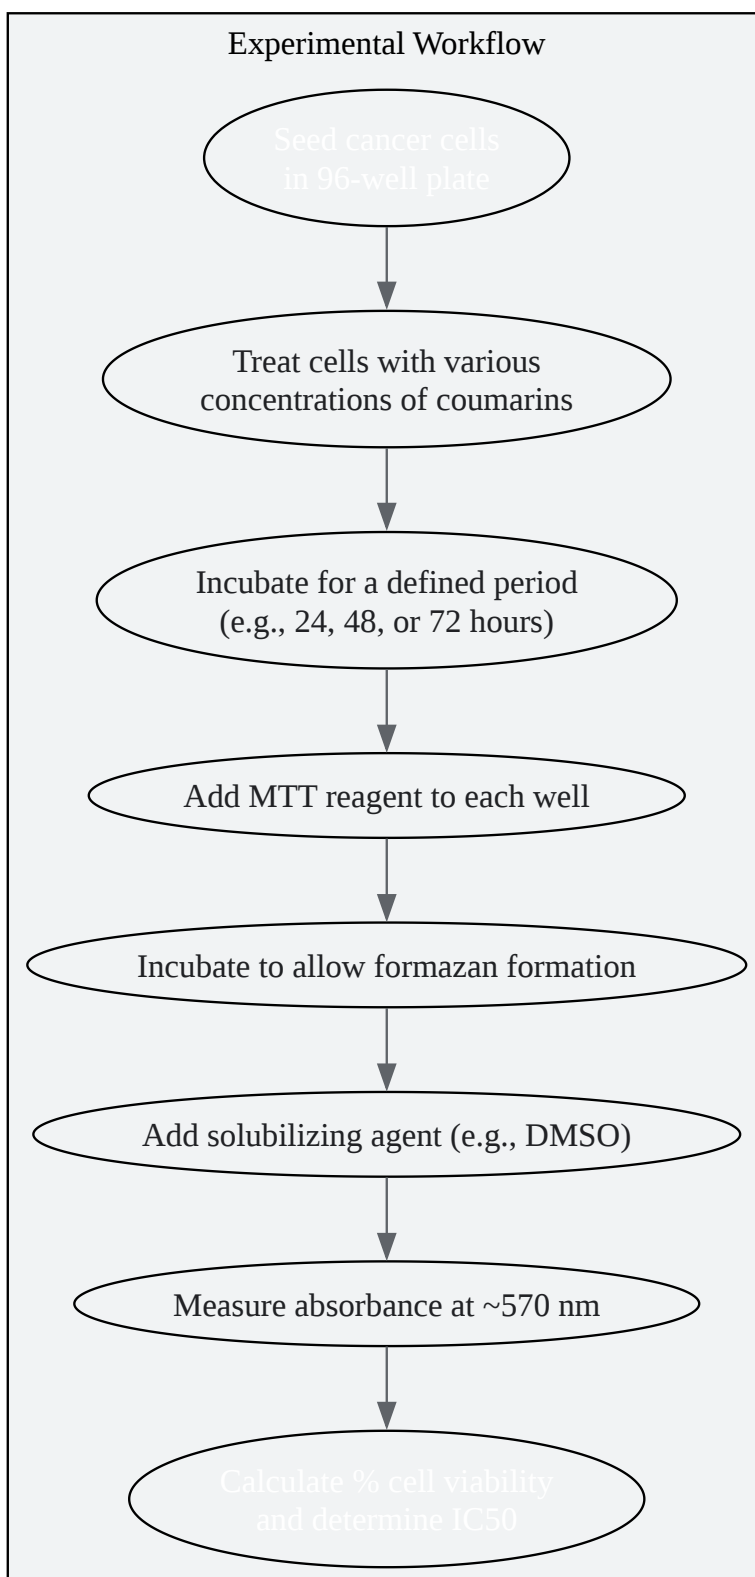 Experimental Workflow
Seed cancer cells
in 96-well plate
Treat cells with various
concentrations of coumarins
Incubate for a defined period
(e.g., 24, 48, or 72 hours)
Add MTT reagent to each well
Incubate to allow formazan formation
Add solubilizing agent (e.g., DMSO)
Measure absorbance at ~570 nm
Calculate % cell viability
and determine IC50